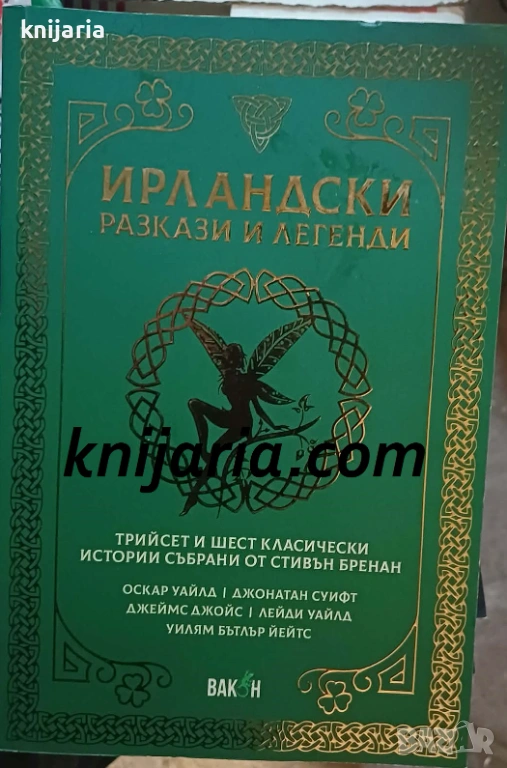 knijaria
ИРЛАНДСКИ
РАЗКАЗИ И ЛЕГЕНДИ
knijaria.com
ТРИЙСЕТ И ШЕСТ КЛАСИЧЕСКИ
ИСТОРИИ СЪБРАНИ ОТ СТИВЪН БРЕНАН
ОСКАР УАЙЛД | ДЖОНАТАН СУИФТ
ДЖЕЙМС ДЖОЙС | ЛЕЙДИ УАЙЛД
УИЛЯМ БЪТЛЪР ЙЕЙТС
ВАКОН